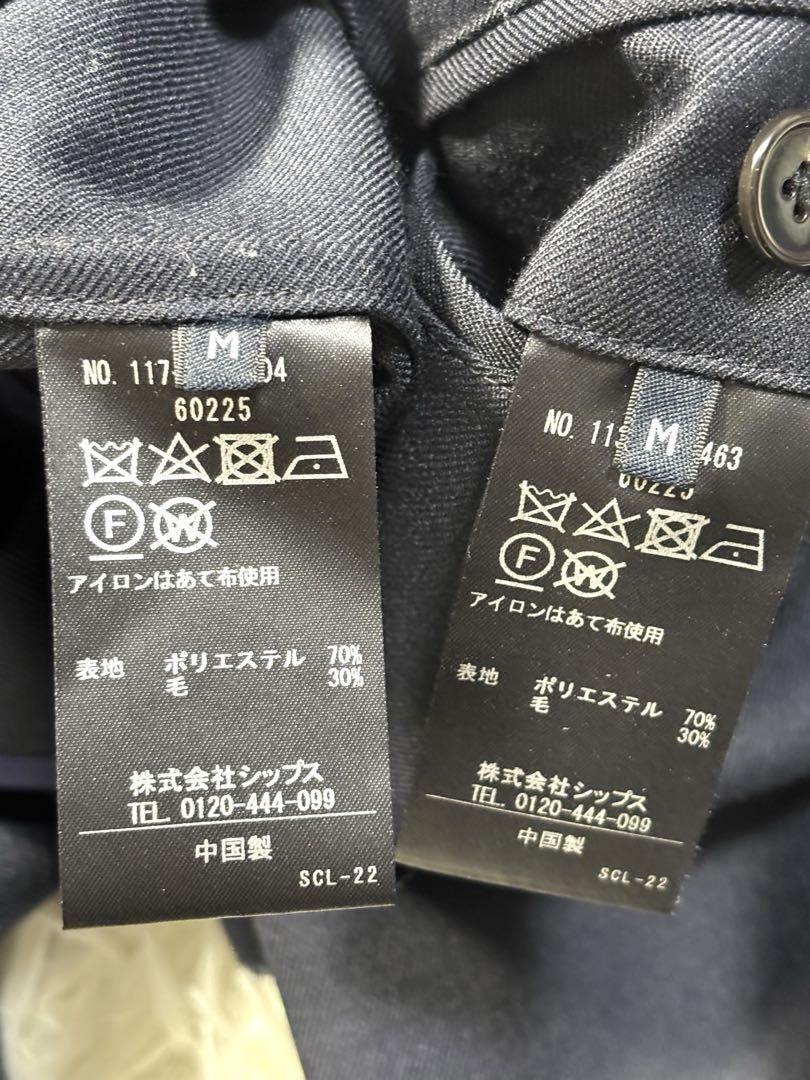 M
NO. 117 04
60225
F
W
アイロンはあて布使用
表地 ポリエステル 70%
毛 30%
株式会社シップス
TEL. 0120-444-099
中国製
SCL-22
M
NO. 11 463
60225
F
W
アイロンはあて布使用
表地 ポリエステル 70%
毛 30%
株式会社シップス
TEL. 0120-444-099
中国製
SCL-22